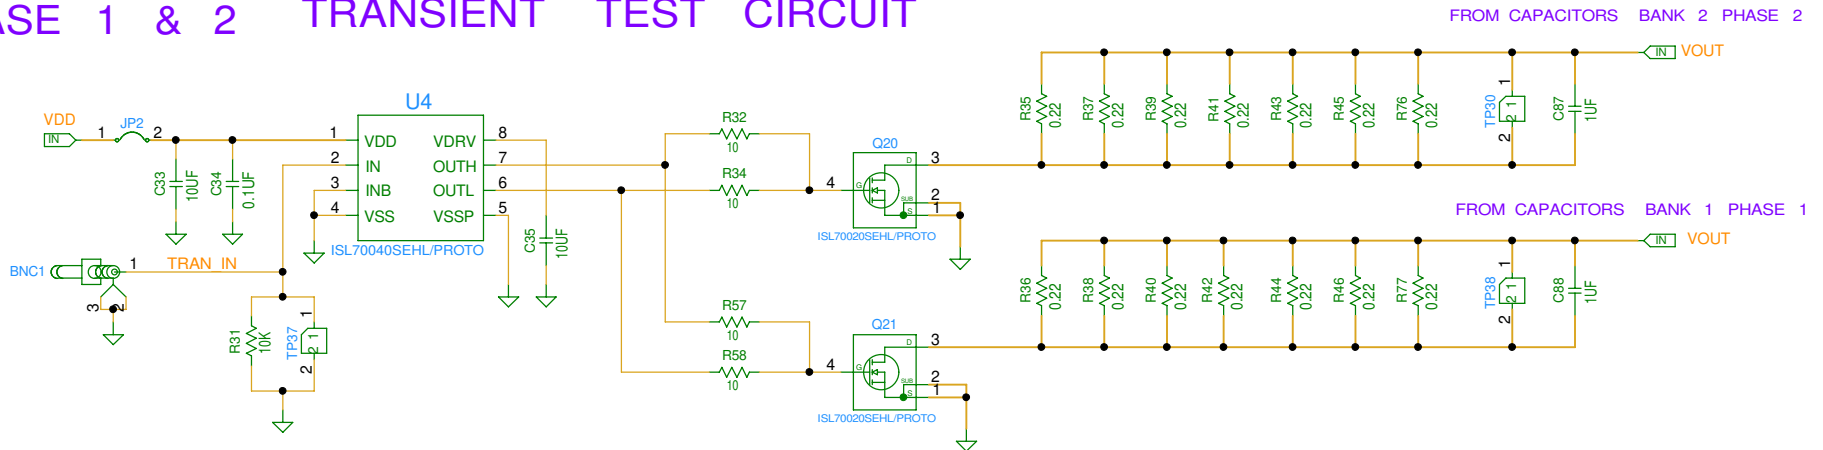 ASE 1 & 2 TRANSIENT TEST CIRCUIT
FROM CAPACITORS BANK 2 PHASE 2
IN VOUT
R35 0.22
R37 0.22
R39 0.22
R41 0.22
R43 0.22
R45 0.22
R76 0.22
TP30 1 2 1 2
C87 1UF
VDD
IN 1 JP2 2
C33 10UF
C34 0.1UF
U4
1 VDD VDRV 8
2 IN OUTH 7
3 INB OUTL 6
4 VSS VSSP 5
ISL70040SEHL/PROTO
C35 10UF
R32
10
R34
10
Q20
4 G D 3
SUB 2
S 1
ISL70020SEHL/PROTO
FROM CAPACITORS BANK 1 PHASE 1
IN VOUT
R36 0.22
R38 0.22
R40 0.22
R42 0.22
R44 0.22
R46 0.22
R77 0.22
TP38 1 2 1 2
C88 1UF
BNC1 1 TRAN_IN
3 2
R31 10K
TP37 1 2 1 2
R57
10
R58
10
Q21
4 G D 3
SUB 2
S 1
ISL70020SEHL/PROTO